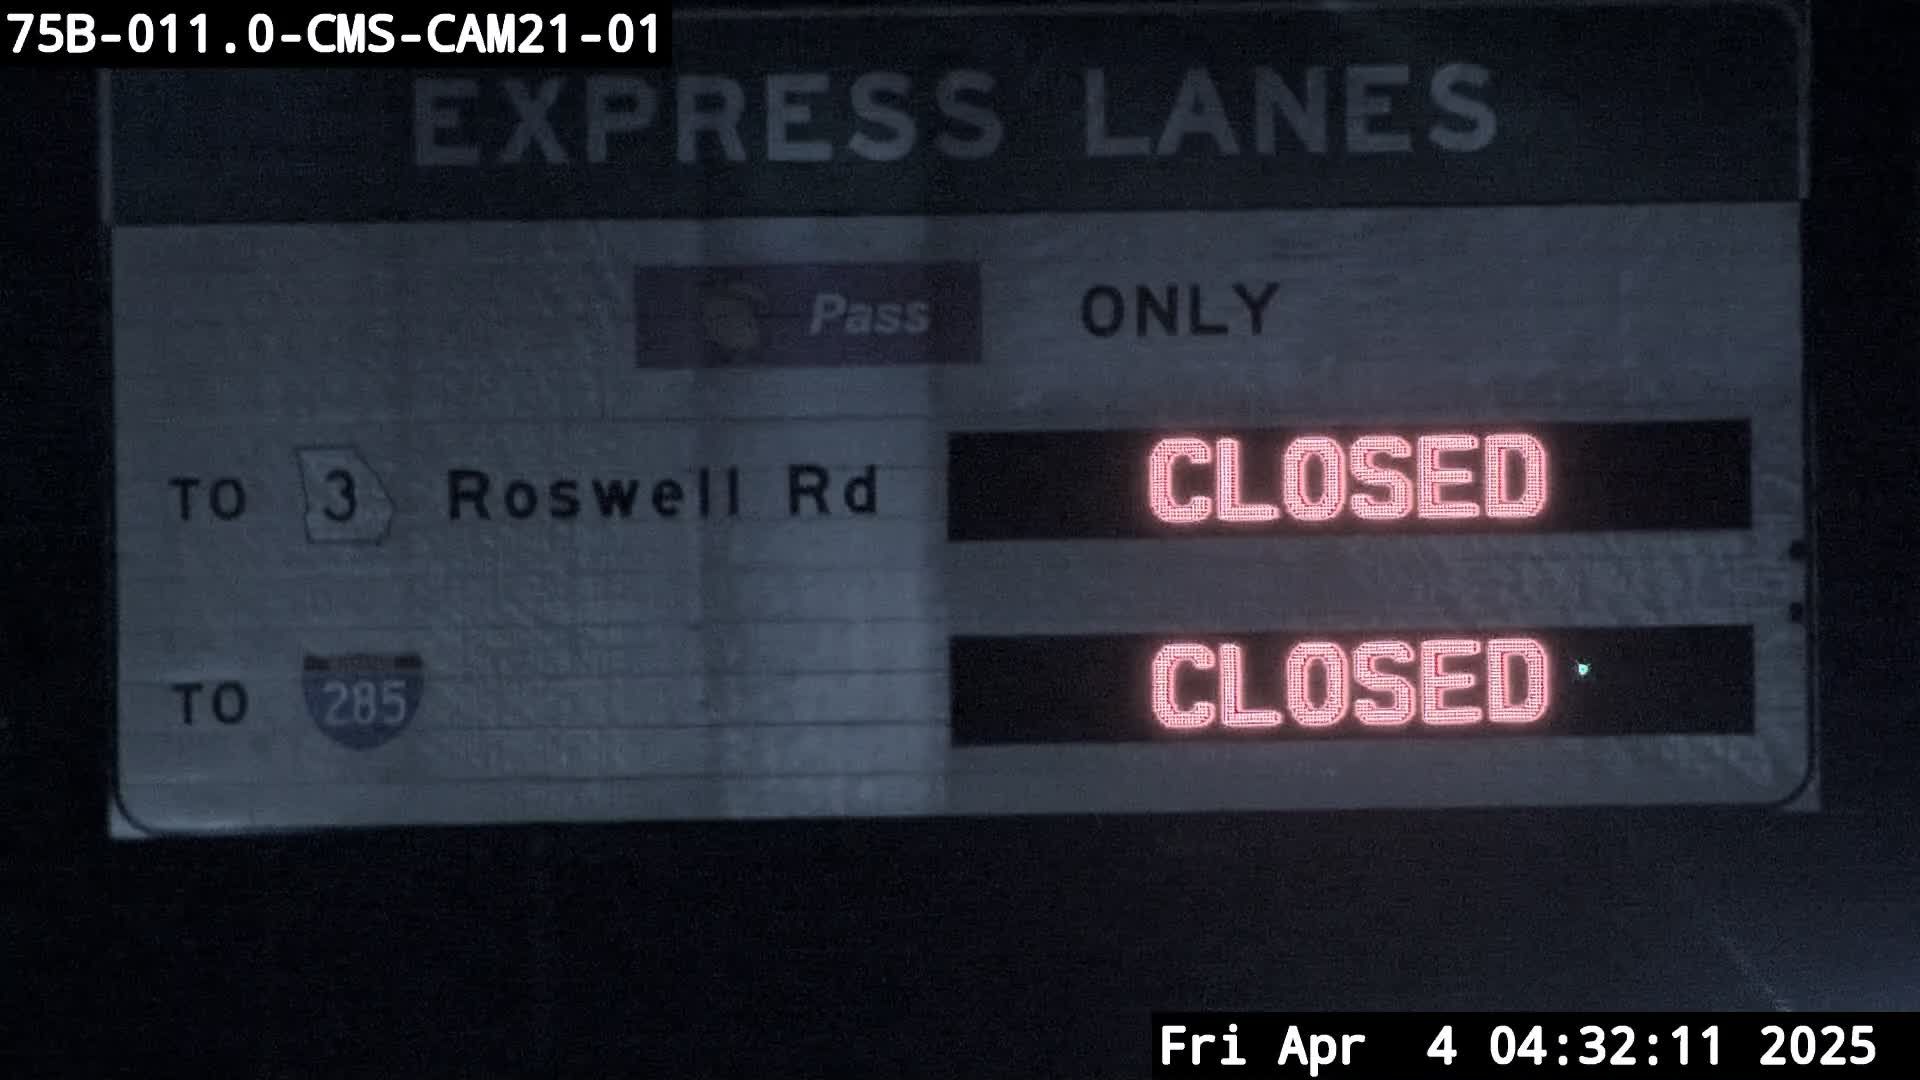 75B-011.0-CMS-CAM21-01
EXPRESS LANES
Pass ONLY
TO 3 Roswell Rd CLOSED
TO 285 CLOSED
Fri Apr 4 04:32:11 2025